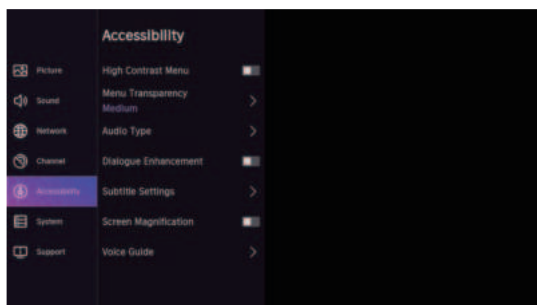 Accessibility
Picture
Sound
Network
Channel
Accessibility
System
Support
High Contrast Menu
Menu Transparency
Medium
Audio Type
Dialogue Enhancement
Subtitle Settings
Screen Magnification
Voice Guide